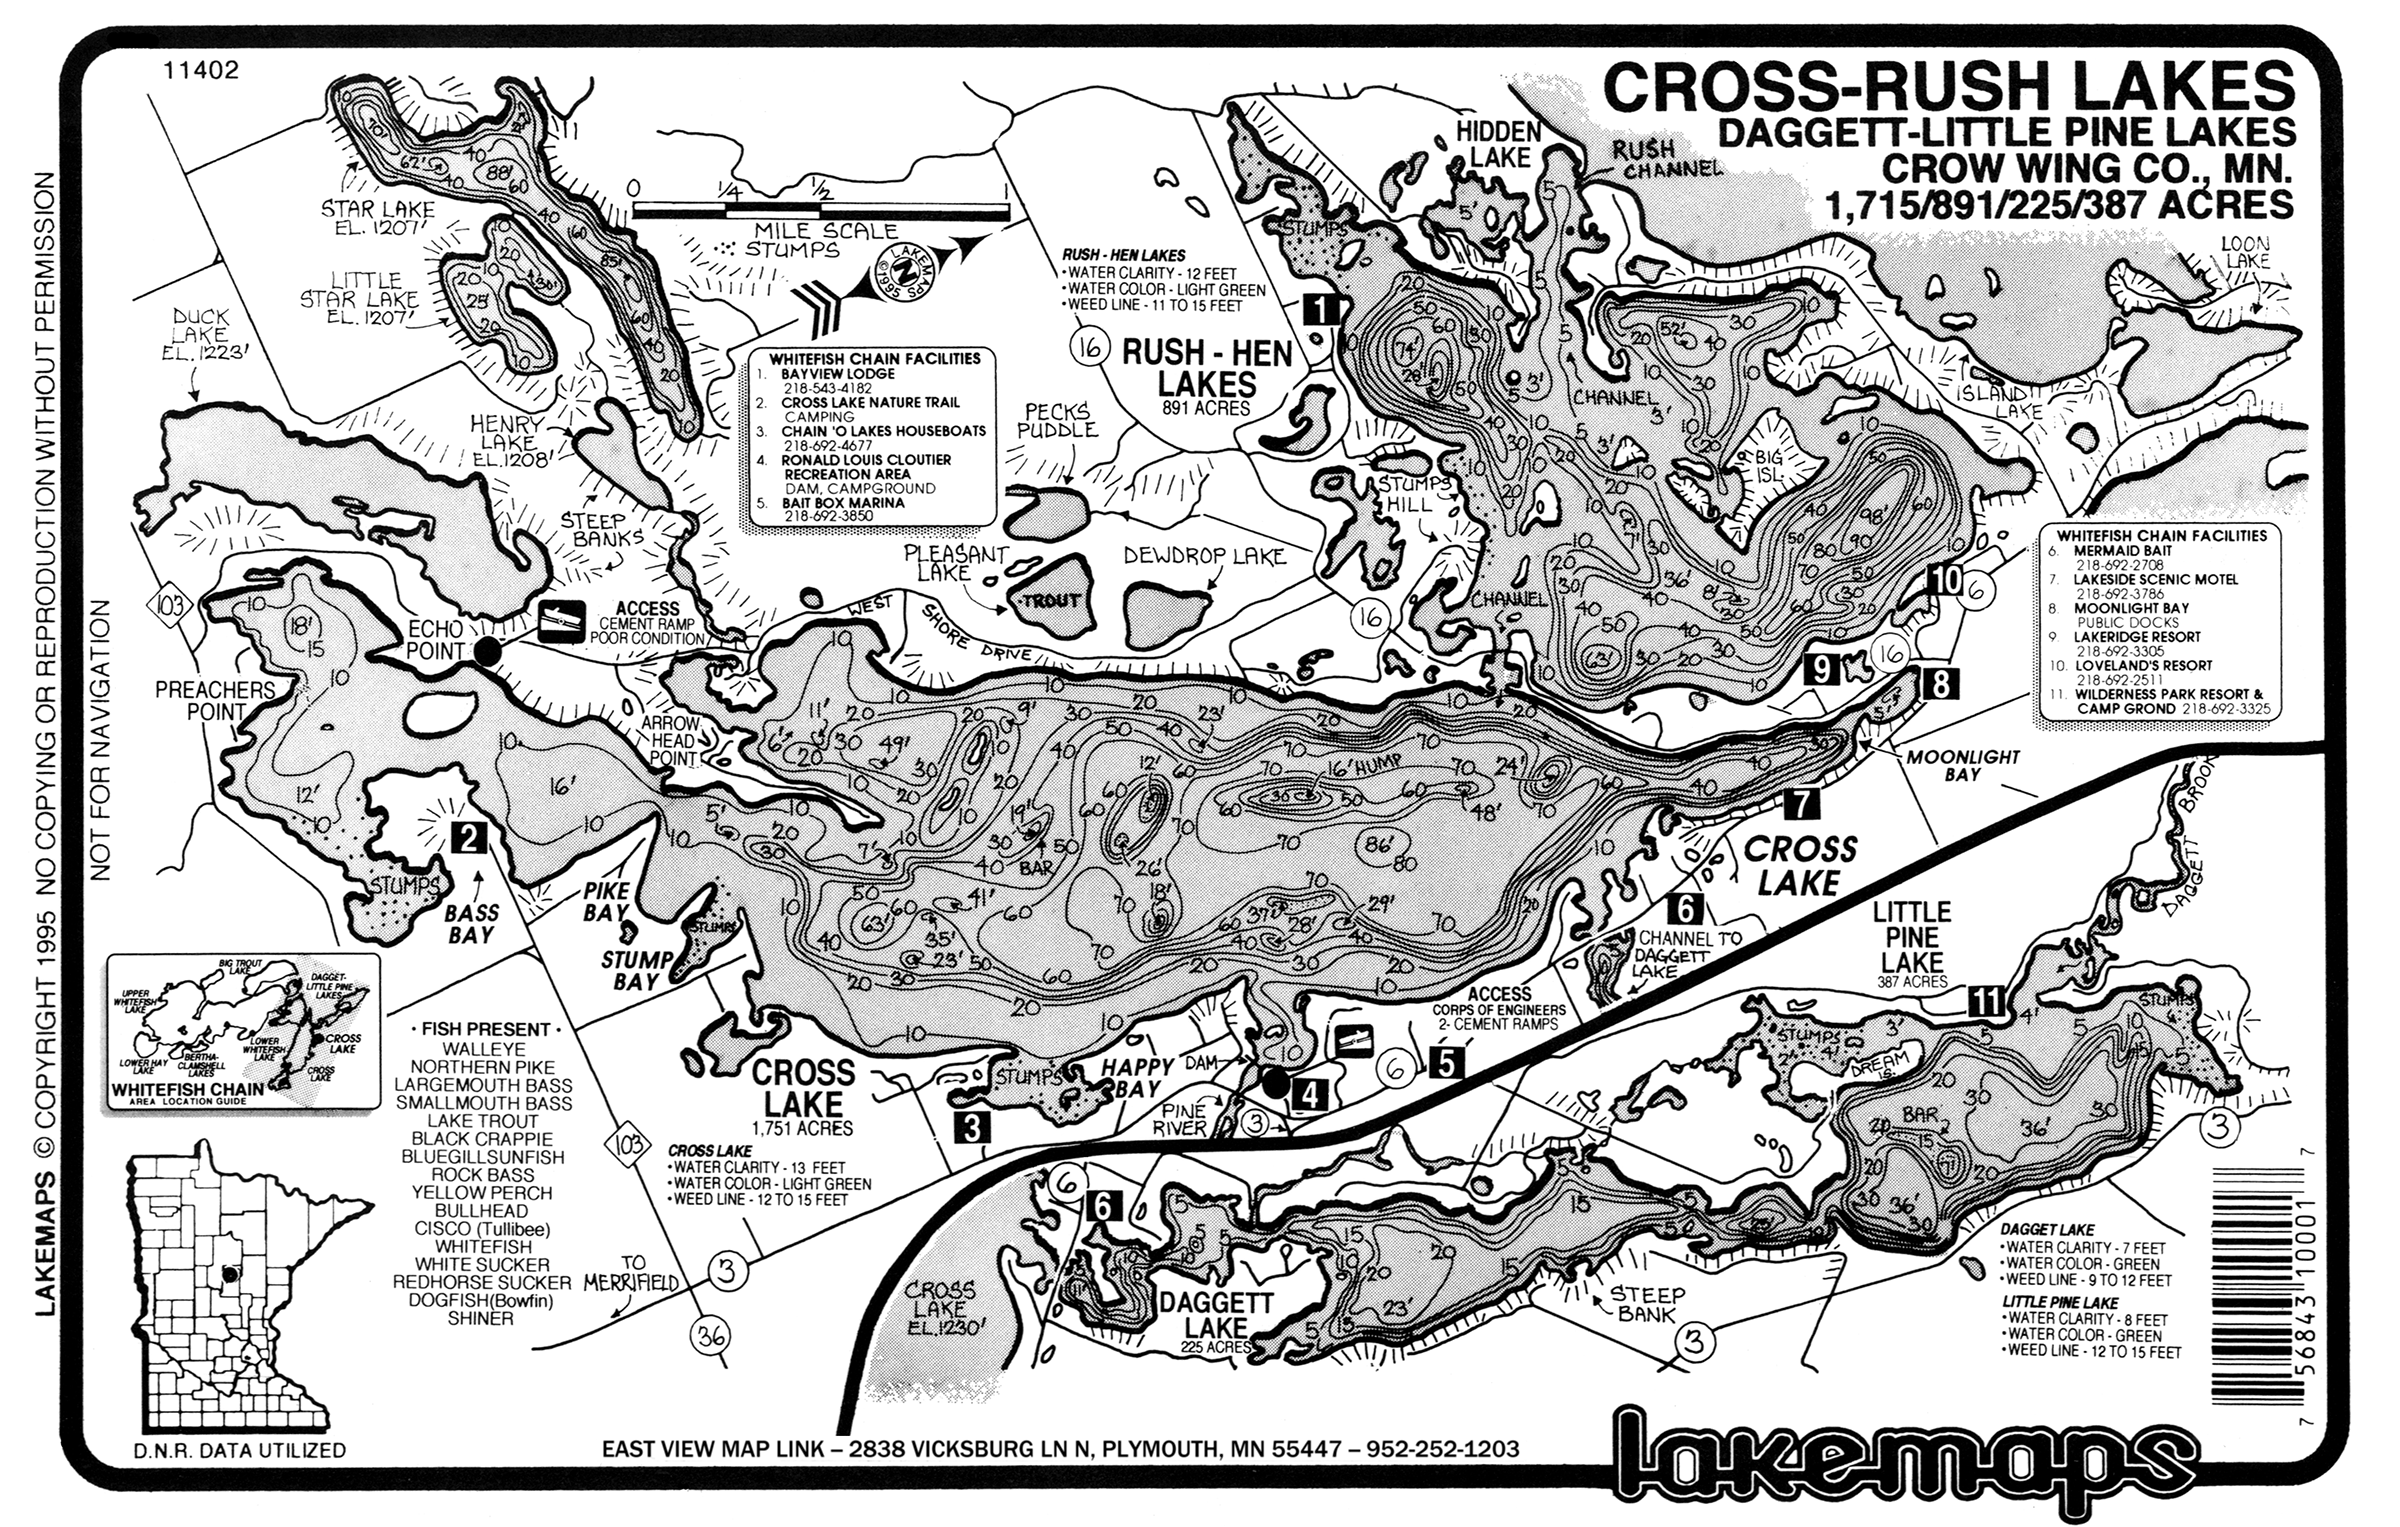 11402
CROSS-RUSH LAKES
DAGGETT-LITTLE PINE LAKES
CROW WING CO., MN.
1,715/891/225/387 ACRES
LAKEMAPS © COPYRIGHT 1995 NO COPYING OR REPRODUCTION WITHOUT PERMISSION
NOT FOR NAVIGATION
STAR LAKE
EL. 1207'
LITTLE
STAR LAKE
EL. 1207'
DUCK
LAKE
EL. 1223'
HENRY
LAKE
EL. 1208'
STEEP
BANKS
0 1/4 1/2 1
MILE SCALE
STUMPS
LAKEMAPS
N
©1995
RUSH - HEN LAKES
• WATER CLARITY - 12 FEET
• WATER COLOR - LIGHT GREEN
• WEED LINE - 11 TO 15 FEET
16
RUSH - HEN
LAKES
891 ACRES
HIDDEN
LAKE
RUSH
CHANNEL
STUMPS
LOON
LAKE
ISLAND
LAKE
BIG
ISL.
CHANNEL
STUMPS
HILL
CHANNEL
WHITEFISH CHAIN FACILITIES
1. BAYVIEW LODGE
218-543-4182
2. CROSS LAKE NATURE TRAIL
CAMPING
3. CHAIN 'O LAKES HOUSEBOATS
218-692-4677
4. RONALD LOUIS CLOUTIER
RECREATION AREA
DAM, CAMPGROUND
5. BAIT BOX MARINA
218-692-3850
PECKS
PUDDLE
PLEASANT
LAKE
TROUT
DEWDROP LAKE
WHITEFISH CHAIN FACILITIES
6. MERMAID BAIT
218-692-2708
7. LAKESIDE SCENIC MOTEL
218-692-3786
8. MOONLIGHT BAY
PUBLIC DOCKS
9. LAKERIDGE RESORT
218-692-3305
10. LOVELAND'S RESORT
218-692-2511
11. WILDERNESS PARK RESORT &
CAMP GROND 218-692-3325
103
ECHO
POINT
ACCESS
CEMENT RAMP
POOR CONDITION
WEST SHORE DRIVE
PREACHERS
POINT
ARROW
HEAD
POINT
16' HUMP
BAR
MOONLIGHT
BAY
CROSS
LAKE
STUMPS
BASS
BAY
PIKE
BAY
STUMP
BAY
STUMPS
CHANNEL TO
DAGGETT
LAKE
ACCESS
CORPS OF ENGINEERS
2- CEMENT RAMPS
LITTLE
PINE
LAKE
387 ACRES
DAGGETT BROOK
BIG TROUT
LAKE
DAGGET-
LITTLE PINE
LAKES
UPPER
WHITEFISH
LAKE
LOWER
WHITEFISH
LAKE
CROSS
LAKE
LOWER HAY
LAKE
BERTHA-
CLAMSHELL
LAKES
CROSS
LAKE
WHITEFISH CHAIN
AREA LOCATION GUIDE
• FISH PRESENT •
WALLEYE
NORTHERN PIKE
LARGEMOUTH BASS
SMALLMOUTH BASS
LAKE TROUT
BLACK CRAPPIE
BLUEGILLSUNFISH
ROCK BASS
YELLOW PERCH
BULLHEAD
CISCO (Tullibee)
WHITEFISH
WHITE SUCKER
REDHORSE SUCKER
DOGFISH(Bowfin)
SHINER
CROSS
LAKE
1,751 ACRES
STUMPS
HAPPY
BAY
DAM
PINE
RIVER
CROSS LAKE
• WATER CLARITY - 13 FEET
• WATER COLOR - LIGHT GREEN
• WEED LINE - 12 TO 15 FEET
TO
MERRIFIELD
3
36
CROSS
LAKE
EL. 1230'
DAGGETT
LAKE
225 ACRES
STEEP
BANK
STUMPS
DREAM
IS.
STUMPS
BAR
DAGGET LAKE
• WATER CLARITY - 7 FEET
• WATER COLOR - GREEN
• WEED LINE - 9 TO 12 FEET
LITTLE PINE LAKE
• WATER CLARITY - 8 FEET
• WATER COLOR - GREEN
• WEED LINE - 12 TO 15 FEET
7 56843 10001 7
D.N.R. DATA UTILIZED
EAST VIEW MAP LINK – 2838 VICKSBURG LN N, PLYMOUTH, MN 55447 – 952-252-1203
lakemaps